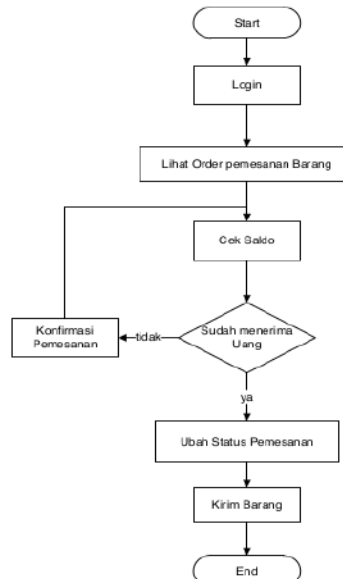 Start
Login
Lihat Order pemesanan Barang
Cek Saldo
Sudah menerima
Uang
tidak
Konfirmasi
Pemesanan
ya
Ubah Status Pemesanan
Kirim Barang
End